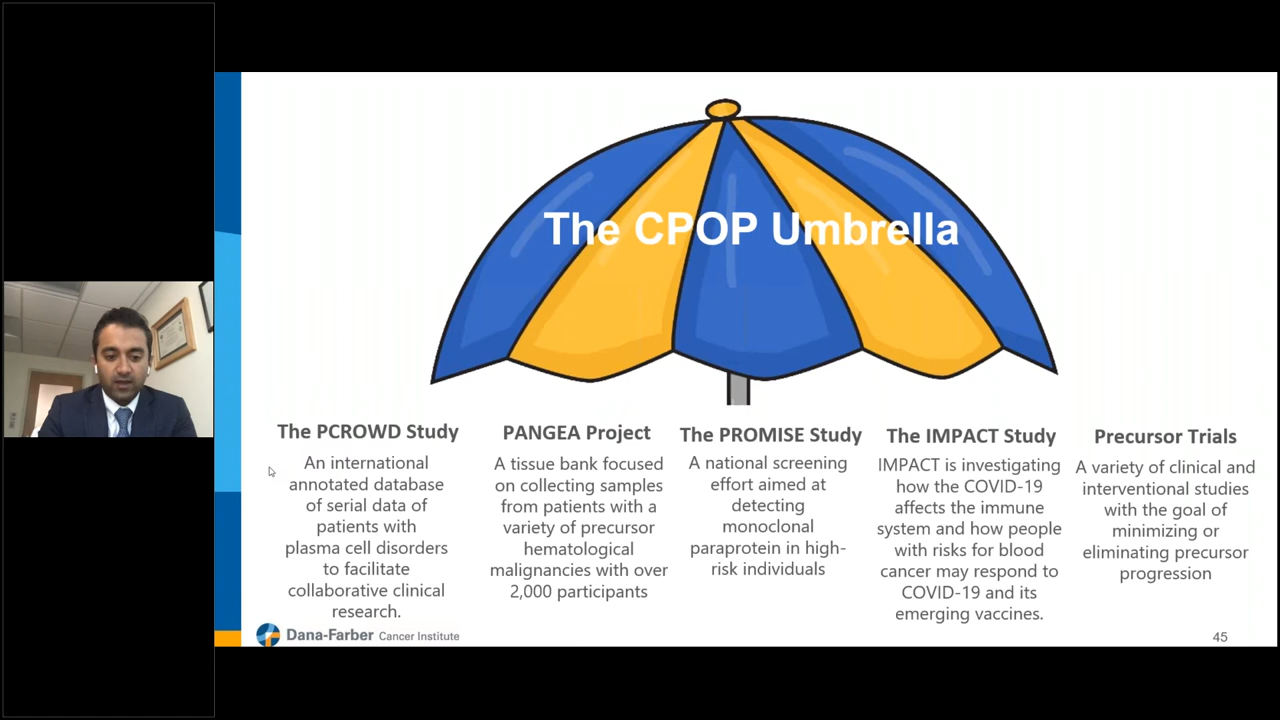 The CPOP Umbrella
The PCROWD Study
An international
annotated database
of serial data of
patients with
plasma cell disorders
to facilitate
collaborative clinical
research.
PANGEA Project
A tissue bank focused
on collecting samples
from patients with a
variety of precursor
hematological
malignancies with over
2,000 participants
The PROMISE Study
A national screening
effort aimed at
detecting
monoclonal
paraprotein in high-
risk individuals
The IMPACT Study
IMPACT is investigating
how the COVID-19
affects the immune
system and how people
with risks for blood
cancer may respond to
COVID-19 and its
emerging vaccines.
Precursor Trials
A variety of clinical and
interventional studies
with the goal of
minimizing or
eliminating precursor
progression
Dana-Farber Cancer Institute
45